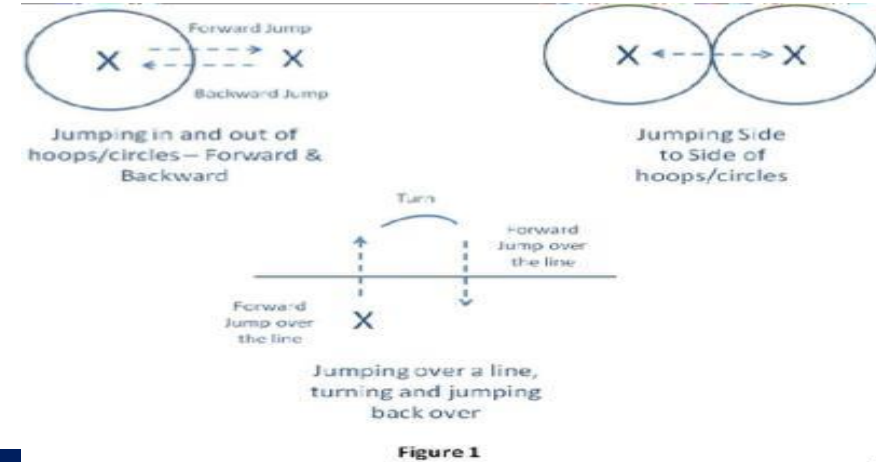 Forward Jump
X
X
Backward Jump
Jumping in and out of
hoops/circles – Forward &
Backward
X
X
Jumping Side
to Side of
hoops/circles
Turn
Forward
Jump over
the line
Forward
Jump over
the line
X
Jumping over a line,
turning and jumping
back over
Figure 1